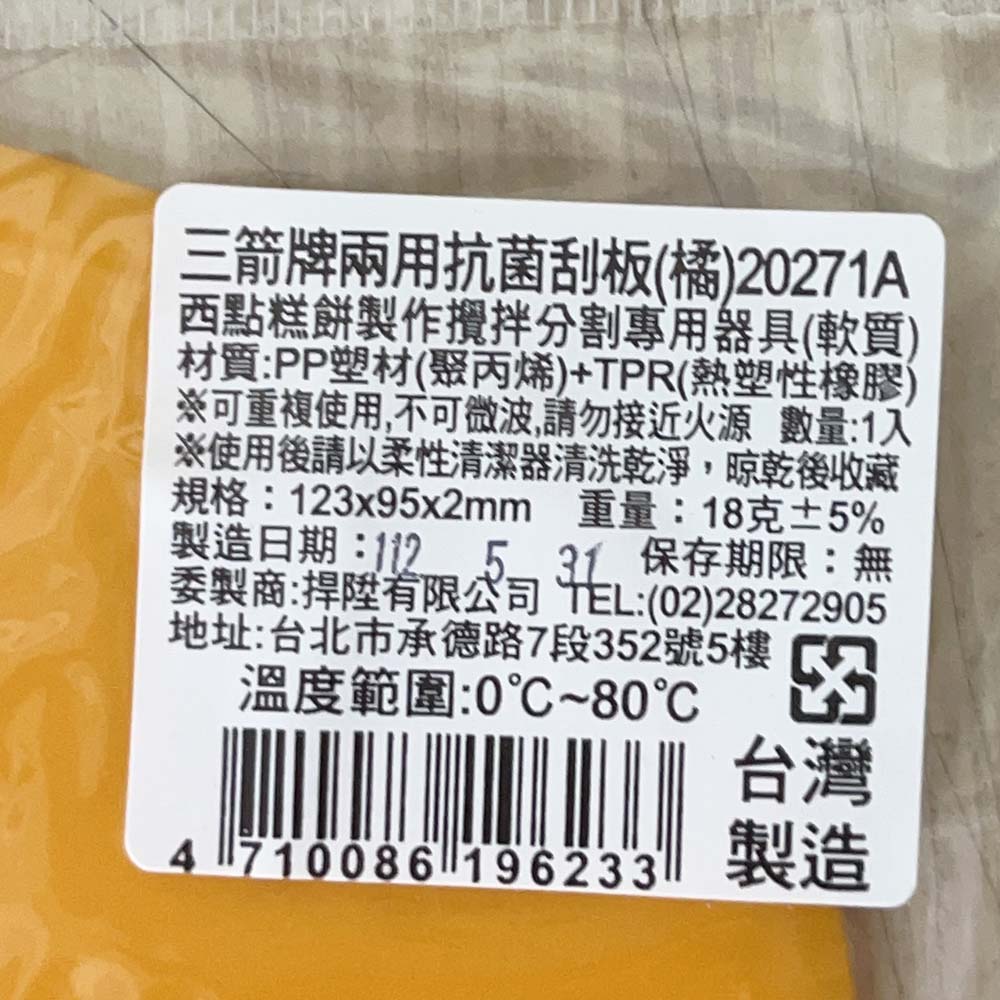 三箭牌兩用抗菌刮板(橘)20271A
西點糕餅製作攪拌分割專用器具(軟質)
材質:PP塑材(聚丙烯)+TPR(熱塑性橡膠)
※可重複使用,不可微波,請勿接近火源 數量:1入
※使用後請以柔性清潔器清洗乾淨，晾乾後收藏
規格：123x95x2mm 重量：18克±5%
製造日期：112 5 31 保存期限：無
委製商:捍陞有限公司 TEL:(02)28272905
地址:台北市承德路7段352號5樓
溫度範圍:0℃~80℃
台灣
製造
4 710086 196233